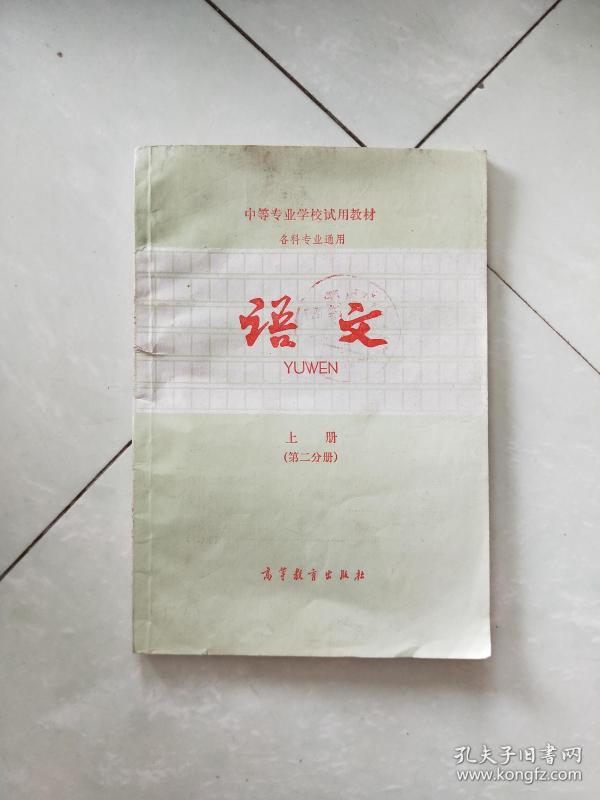 中等专业学校试用教材
各科专业通用
语文
YUWEN
上册
(第二分册)
高等教育出版社
孔夫子旧书网
www.kongfz.com